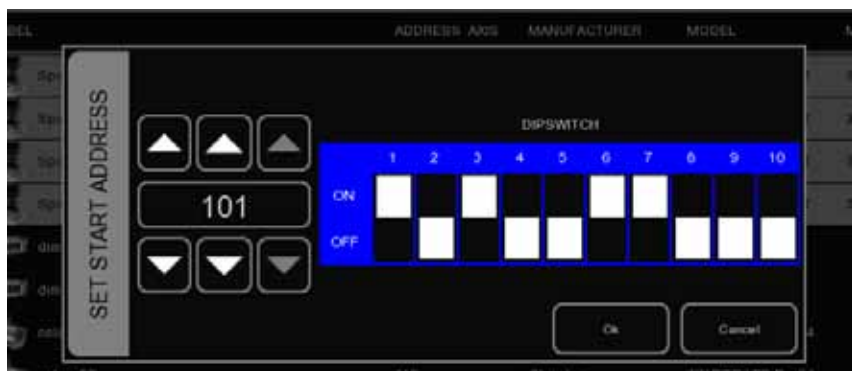 ADDRESS AXIS MANUFACTURER MODEL
SET START ADDRESS
101
DIPSWITCH
1 2 3 4 5 6 7 8 9 10
ON
OFF
Ok Cancel